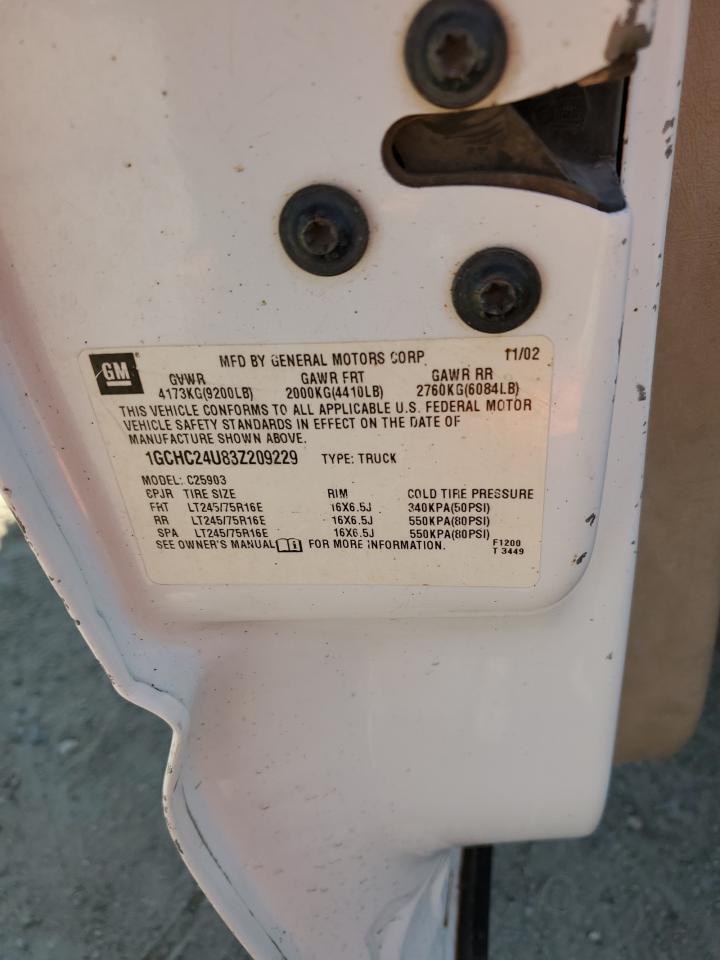 GM
MFD BY GENERAL MOTORS CORP 11/02
GVWR GAWR FRT GAWR RR
4173KG(9200LB) 2000KG(4410LB) 2760KG(6084LB)
THIS VEHICLE CONFORMS TO ALL APPLICABLE U.S. FEDERAL MOTOR
VEHICLE SAFETY STANDARDS IN EFFECT ON THE DATE OF
MANUFACTURE SHOWN ABOVE.
1GCHC24U83Z209229 TYPE: TRUCK
MODEL: C25903
CPJR TIRE SIZE RIM COLD TIRE PRESSURE
FRT LT245/75R16E 16X6.5J 340KPA(50PSI)
RR LT245/75R16E 16X6.5J 550KPA(80PSI)
SPA LT245/75R16E 16X6.5J 550KPA(80PSI)
SEE OWNER'S MANUAL FOR MORE INFORMATION. F1200
T 3449